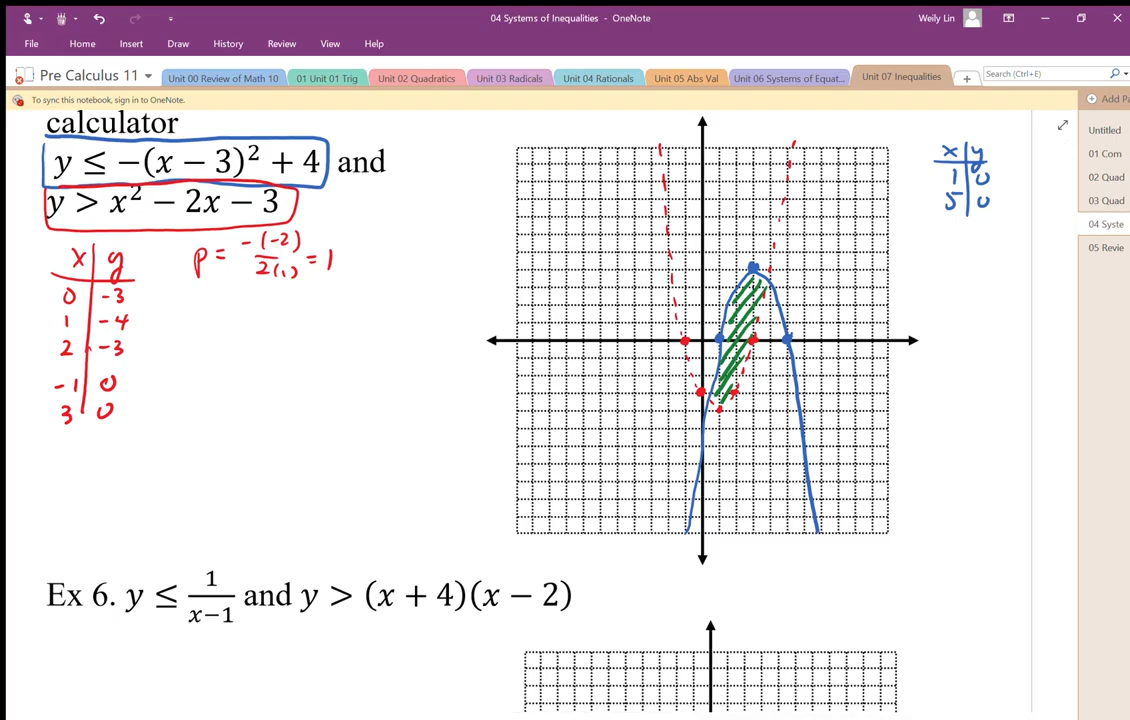 04 Systems of Inequalities - OneNote
Weily Lin
File Home Insert Draw History Review View Help
Pre Calculus 11
Unit 00 Review of Math 10
01 Unit 01 Trig
Unit 02 Quadratics
Unit 03 Radicals
Unit 04 Rationals
Unit 05 Abs Val
Unit 06 Systems of Equat...
Unit 07 Inequalities
Search (Ctrl+E)
To sync this notebook, sign in to OneNote.
Add Pa
Untitled
01 Com
02 Quad
03 Quad
04 Syste
05 Revie
calculator
y ≤ −(x − 3)² + 4 and
y > x² − 2x − 3
x | y
0 | -3
1 | -4
2 | -3
-1 | 0
3 | 0
P = -(-2)/2(1) = 1
x | y
1 | 0
5 | 0
Ex 6. y ≤ 1/(x−1) and y > (x + 4)(x − 2)